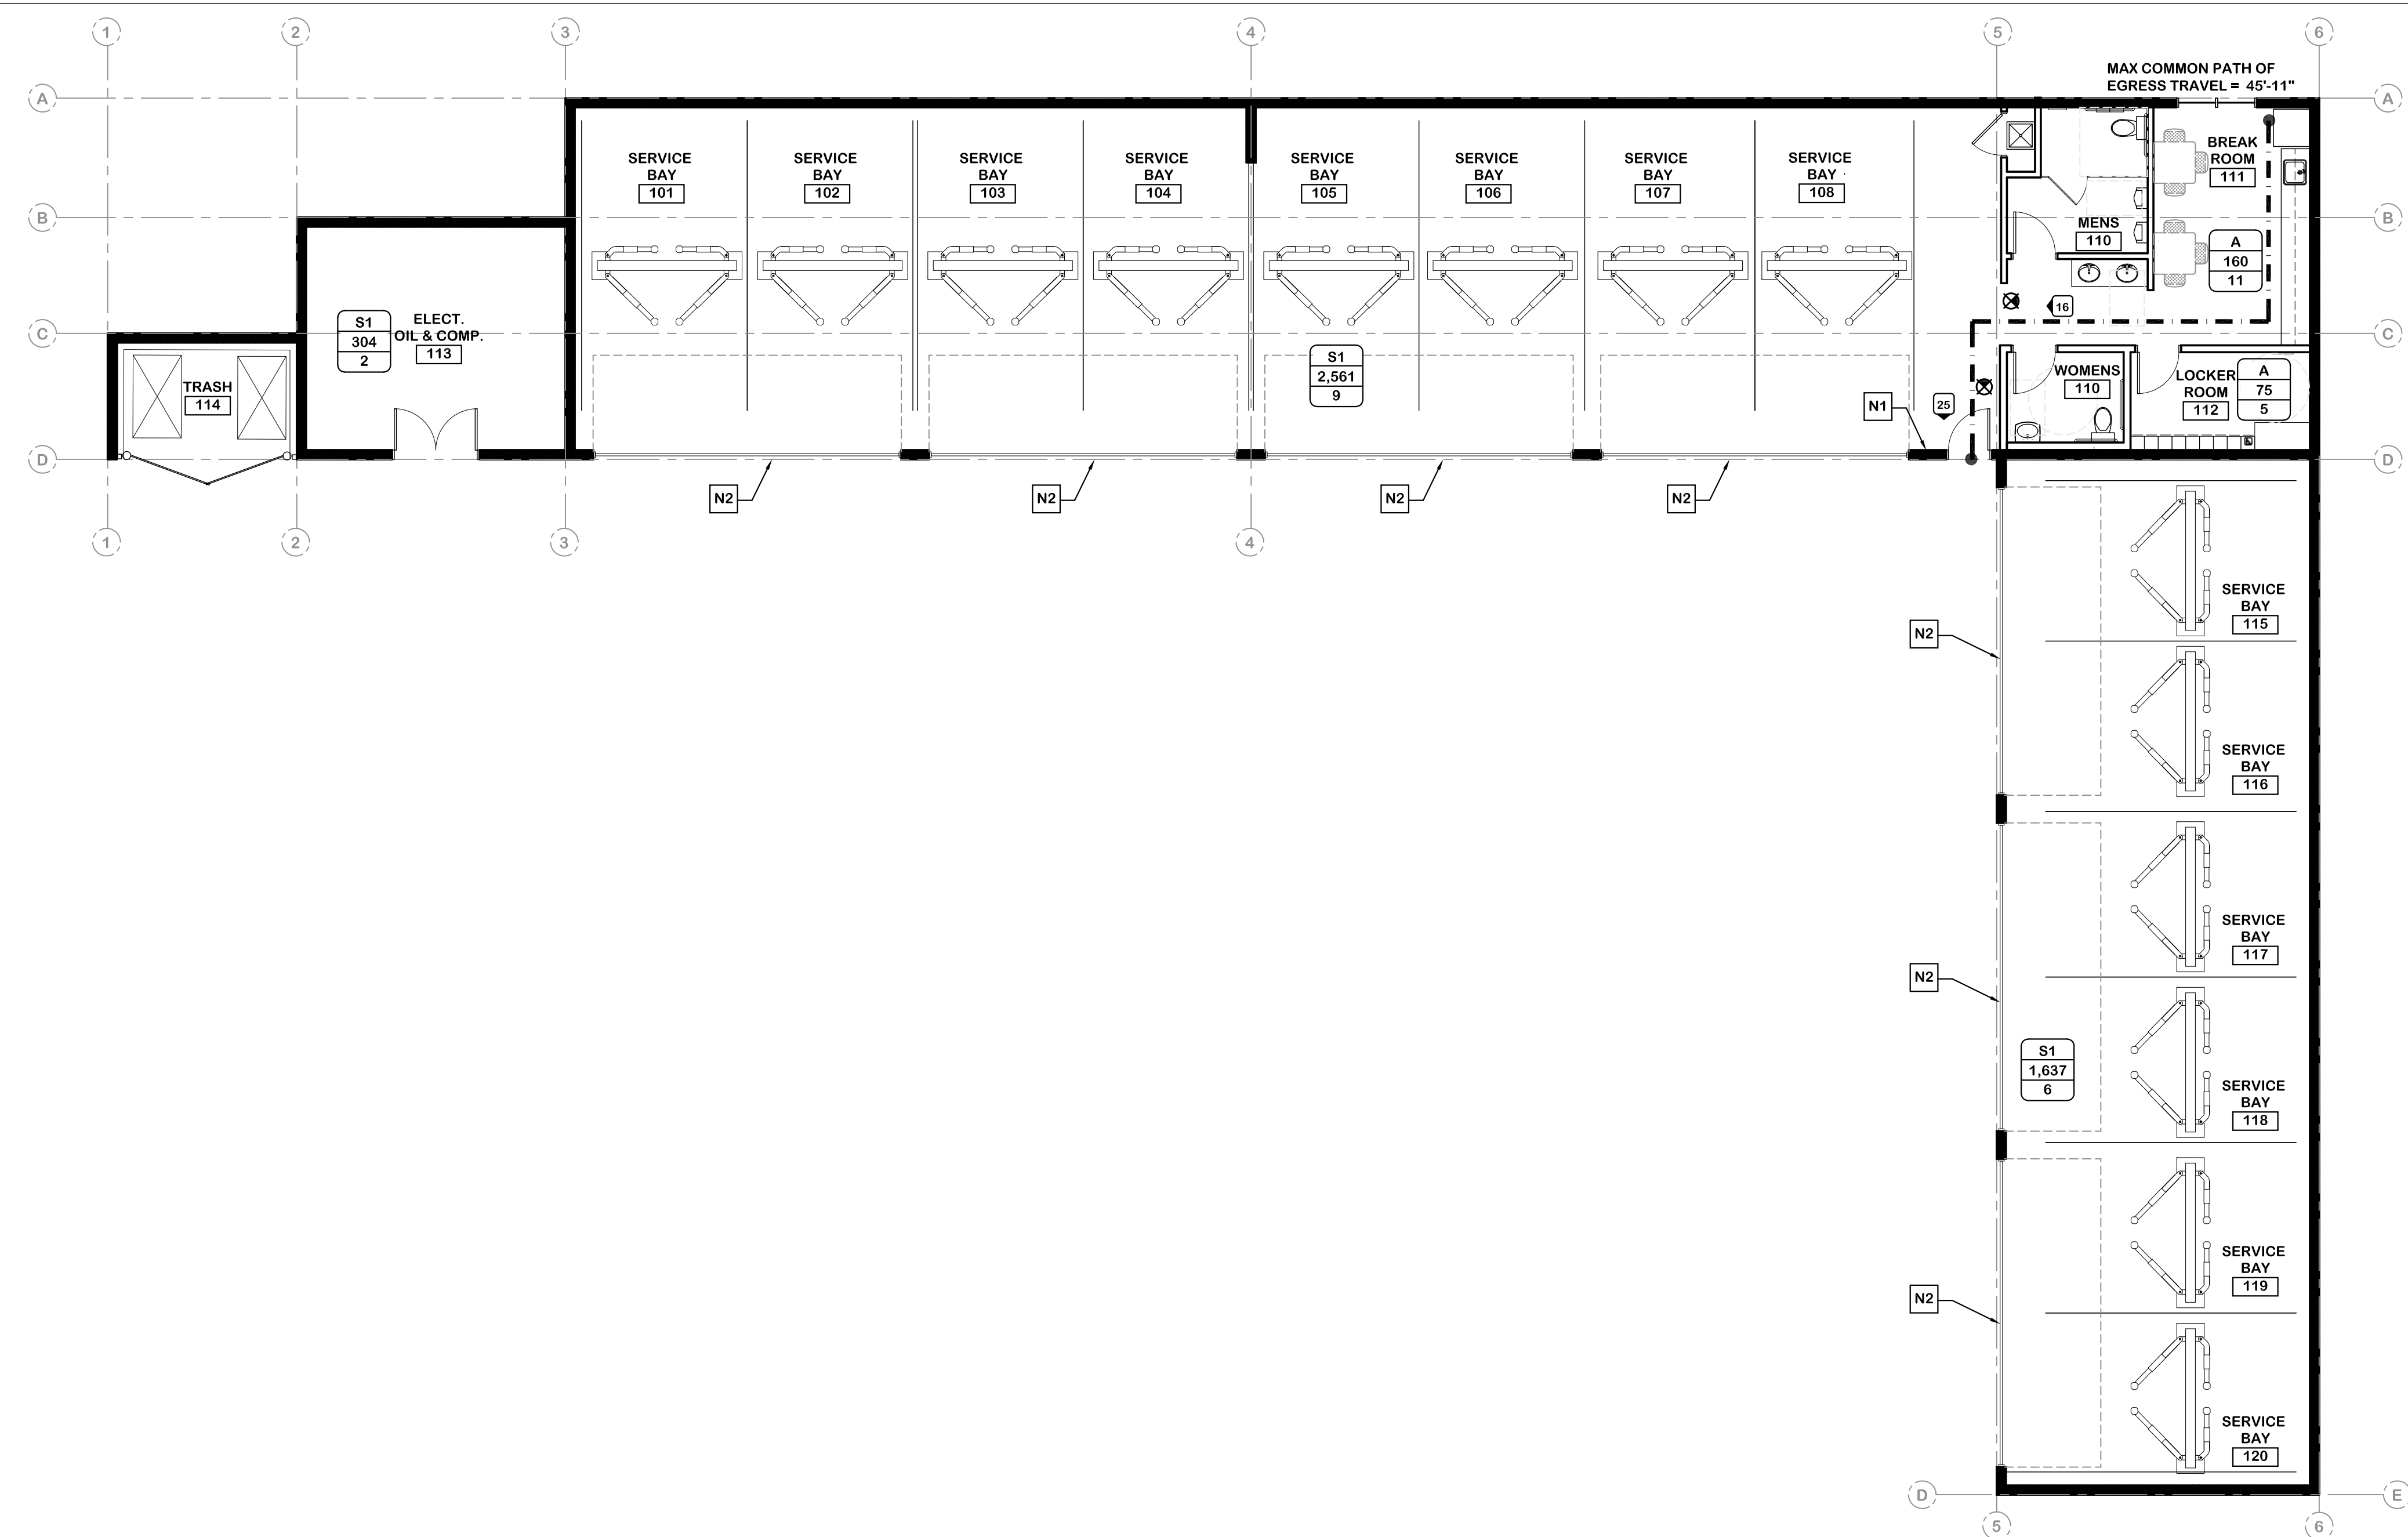 1
2
3
4
5
6
MAX COMMON PATH OF
EGRESS TRAVEL = 45'-11"
A
A
SERVICE
BAY
101
SERVICE
BAY
102
SERVICE
BAY
103
SERVICE
BAY
104
SERVICE
BAY
105
SERVICE
BAY
106
SERVICE
BAY
107
SERVICE
BAY
108
BREAK
ROOM
111
B
B
MENS
110
A
160
11
16
C
C
S1
304
2
ELECT.
OIL & COMP.
113
TRASH
114
S1
2,561
9
N1
25
WOMENS
110
LOCKER
ROOM
112
A
75
5
D
D
N2
N2
N2
N2
1
2
3
4
SERVICE
BAY
115
N2
SERVICE
BAY
116
SERVICE
BAY
117
N2
S1
1,637
6
SERVICE
BAY
118
SERVICE
BAY
119
N2
SERVICE
BAY
120
D
E
5
6